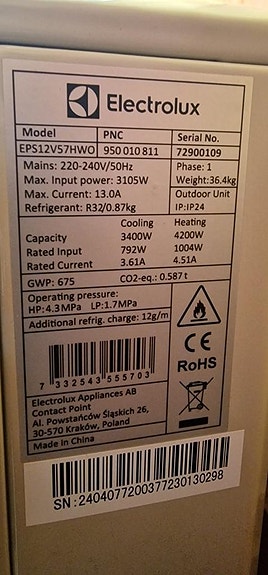 Electrolux
Model PNC Serial No.
EPS12V57HWO 950 010 811 72900109
Mains: 220-240V/50Hz Phase: 1
Max. Input power: 3105W Weight:36.4kg
Max. Current: 13.0A Outdoor Unit
Refrigerant: R32/0.87kg IP:IP24
Cooling Heating
Capacity 3400W 4200W
Rated Input 792W 1004W
Rated Current 3.61A 4.51A
GWP: 675 CO2-eq.: 0.587 t
Operating pressure:
HP:4.3MPa LP:1.7MPa
Additional refrig. charge: 12g/m
CE
RoHS
7 332543 555703
Electrolux Appliances AB
Contact Point
Al. Powstańców Śląskich 26,
30-570 Kraków, Poland
Made in China
SN:2404077200377230130298